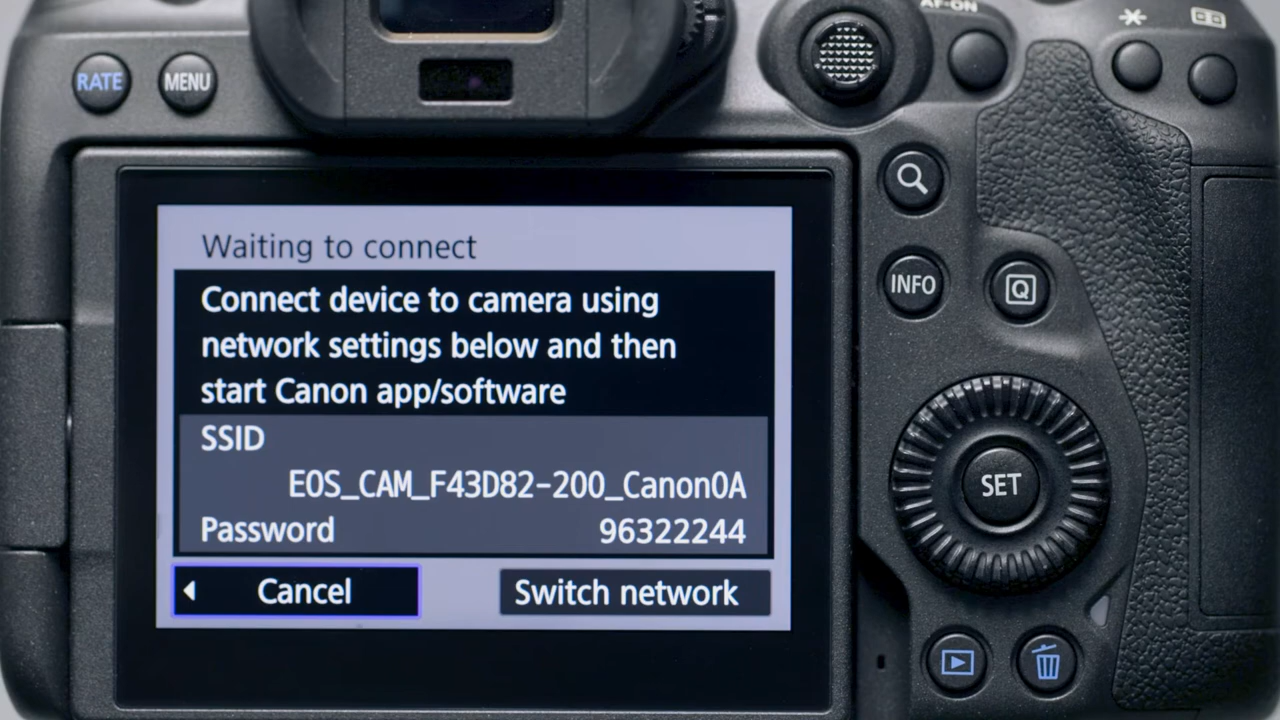 AF-ON
RATE
MENU
INFO
Q
Waiting to connect
Connect device to camera using
network settings below and then
start Canon app/software
SSID
EOS_CAM_F43D82-200_Canon0A
Password 96322244
SET
Cancel
Switch network